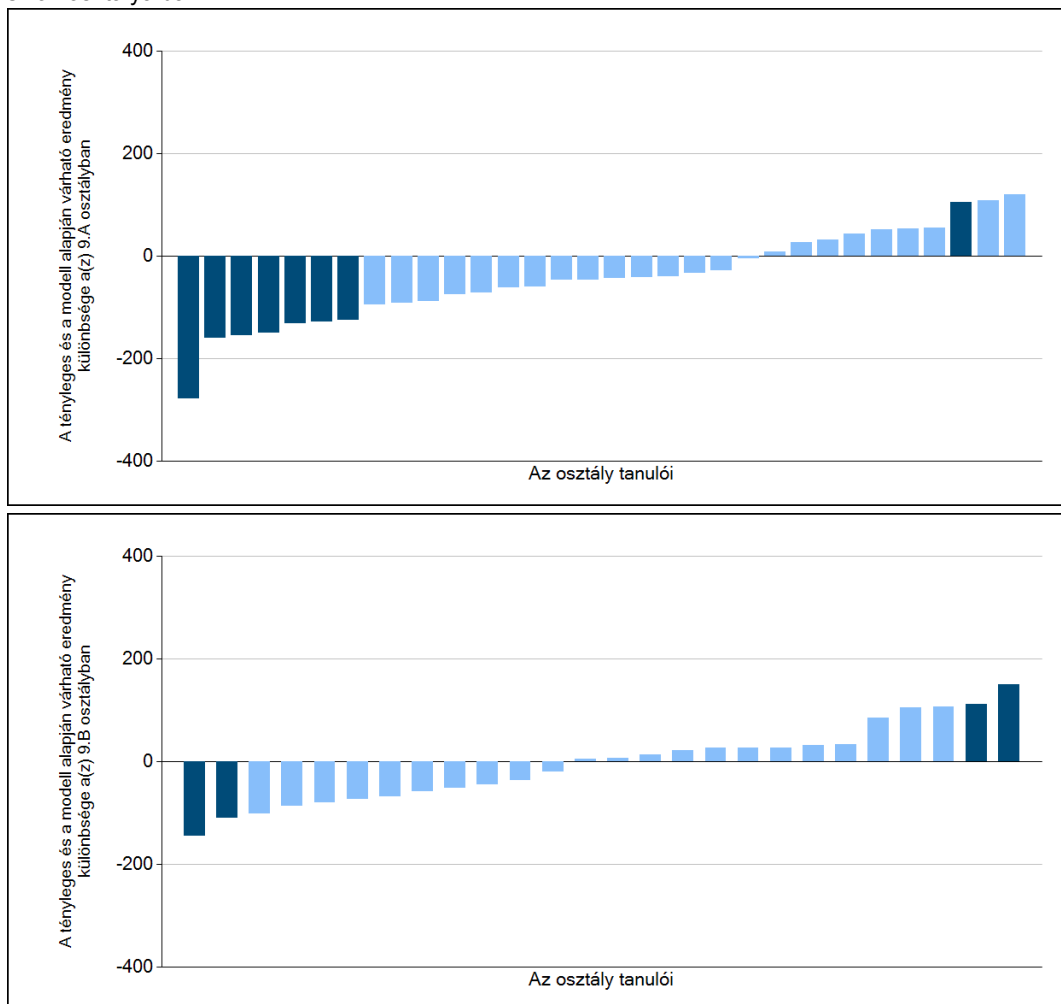 400
200
0
-200
-400
A tényleges és a modell alapján várható eredmény
különbsége a(z) 9.A osztályban
Az osztály tanulói
400
200
0
-200
-400
A tényleges és a modell alapján várható eredmény
különbsége a(z) 9.B osztályban
Az osztály tanulói